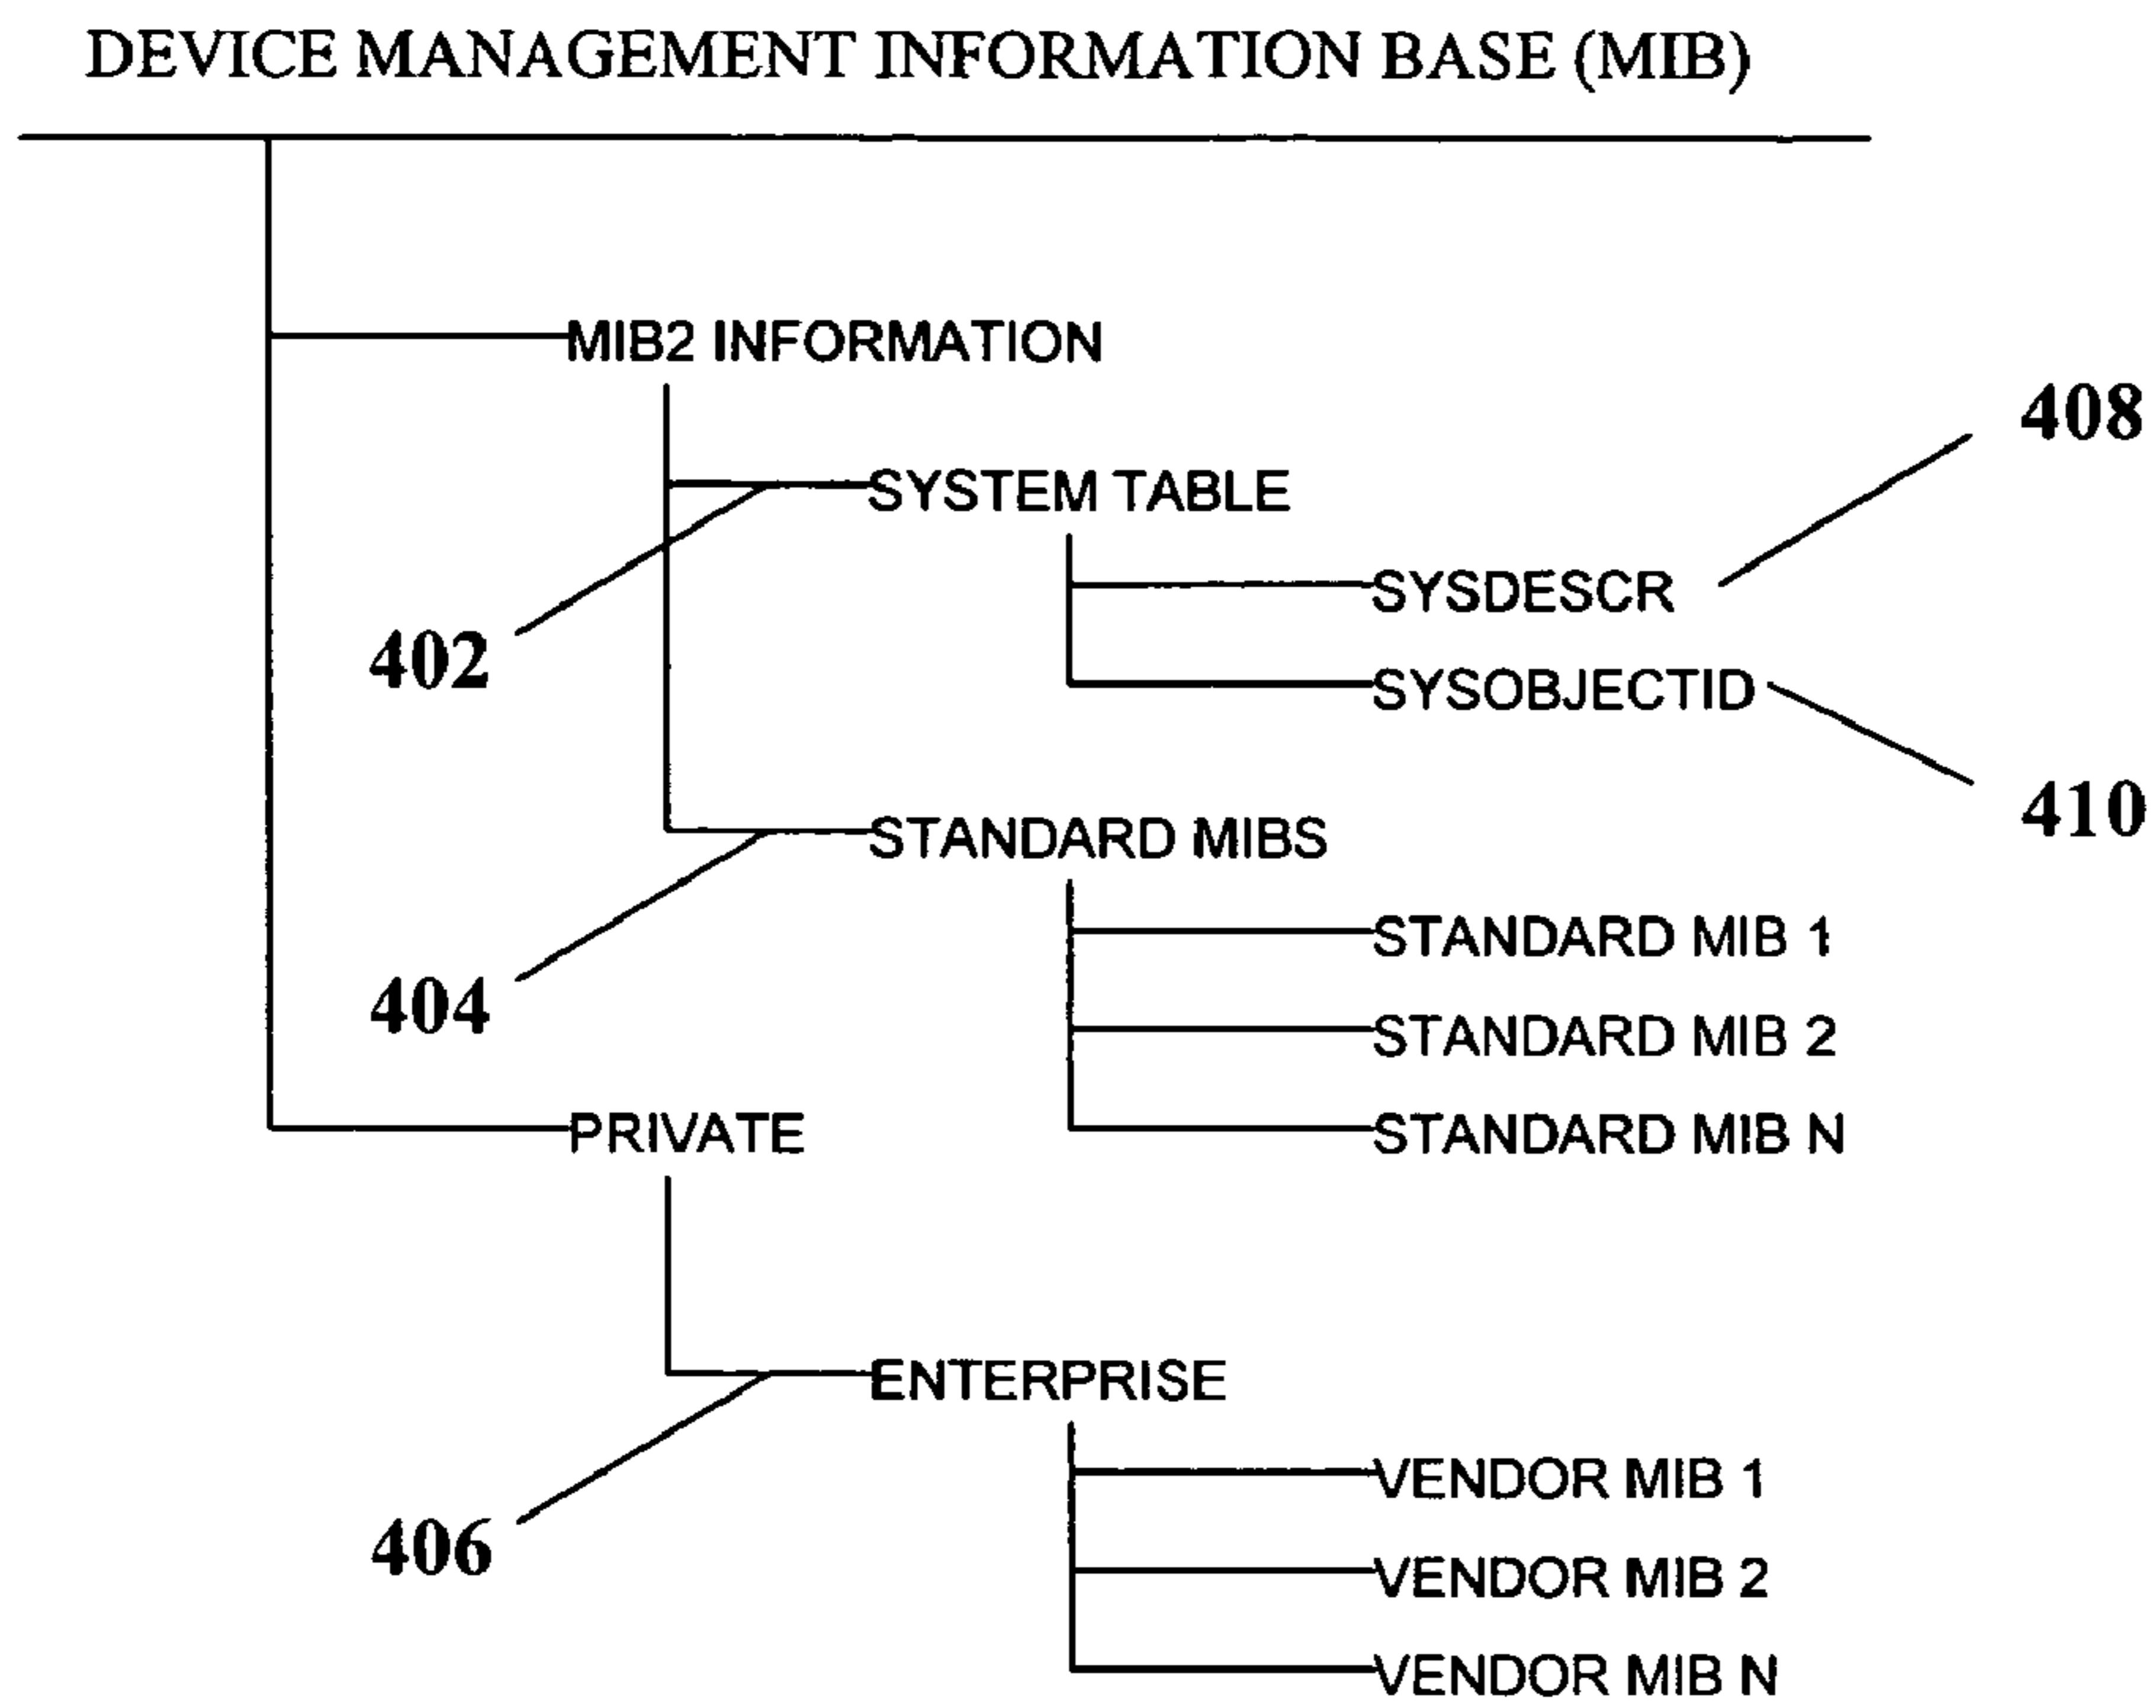 DEVICE MANAGEMENT INFORMATION BASE (MIB)
MIB2 INFORMATION
408
SYSTEM TABLE
SYSDESCR
402
SYSOBJECTID
410
STANDARD MIBS
STANDARD MIB 1
404
STANDARD MIB 2
PRIVATE
STANDARD MIB N
ENTERPRISE
VENDOR MIB 1
406
VENDOR MIB 2
VENDOR MIB N